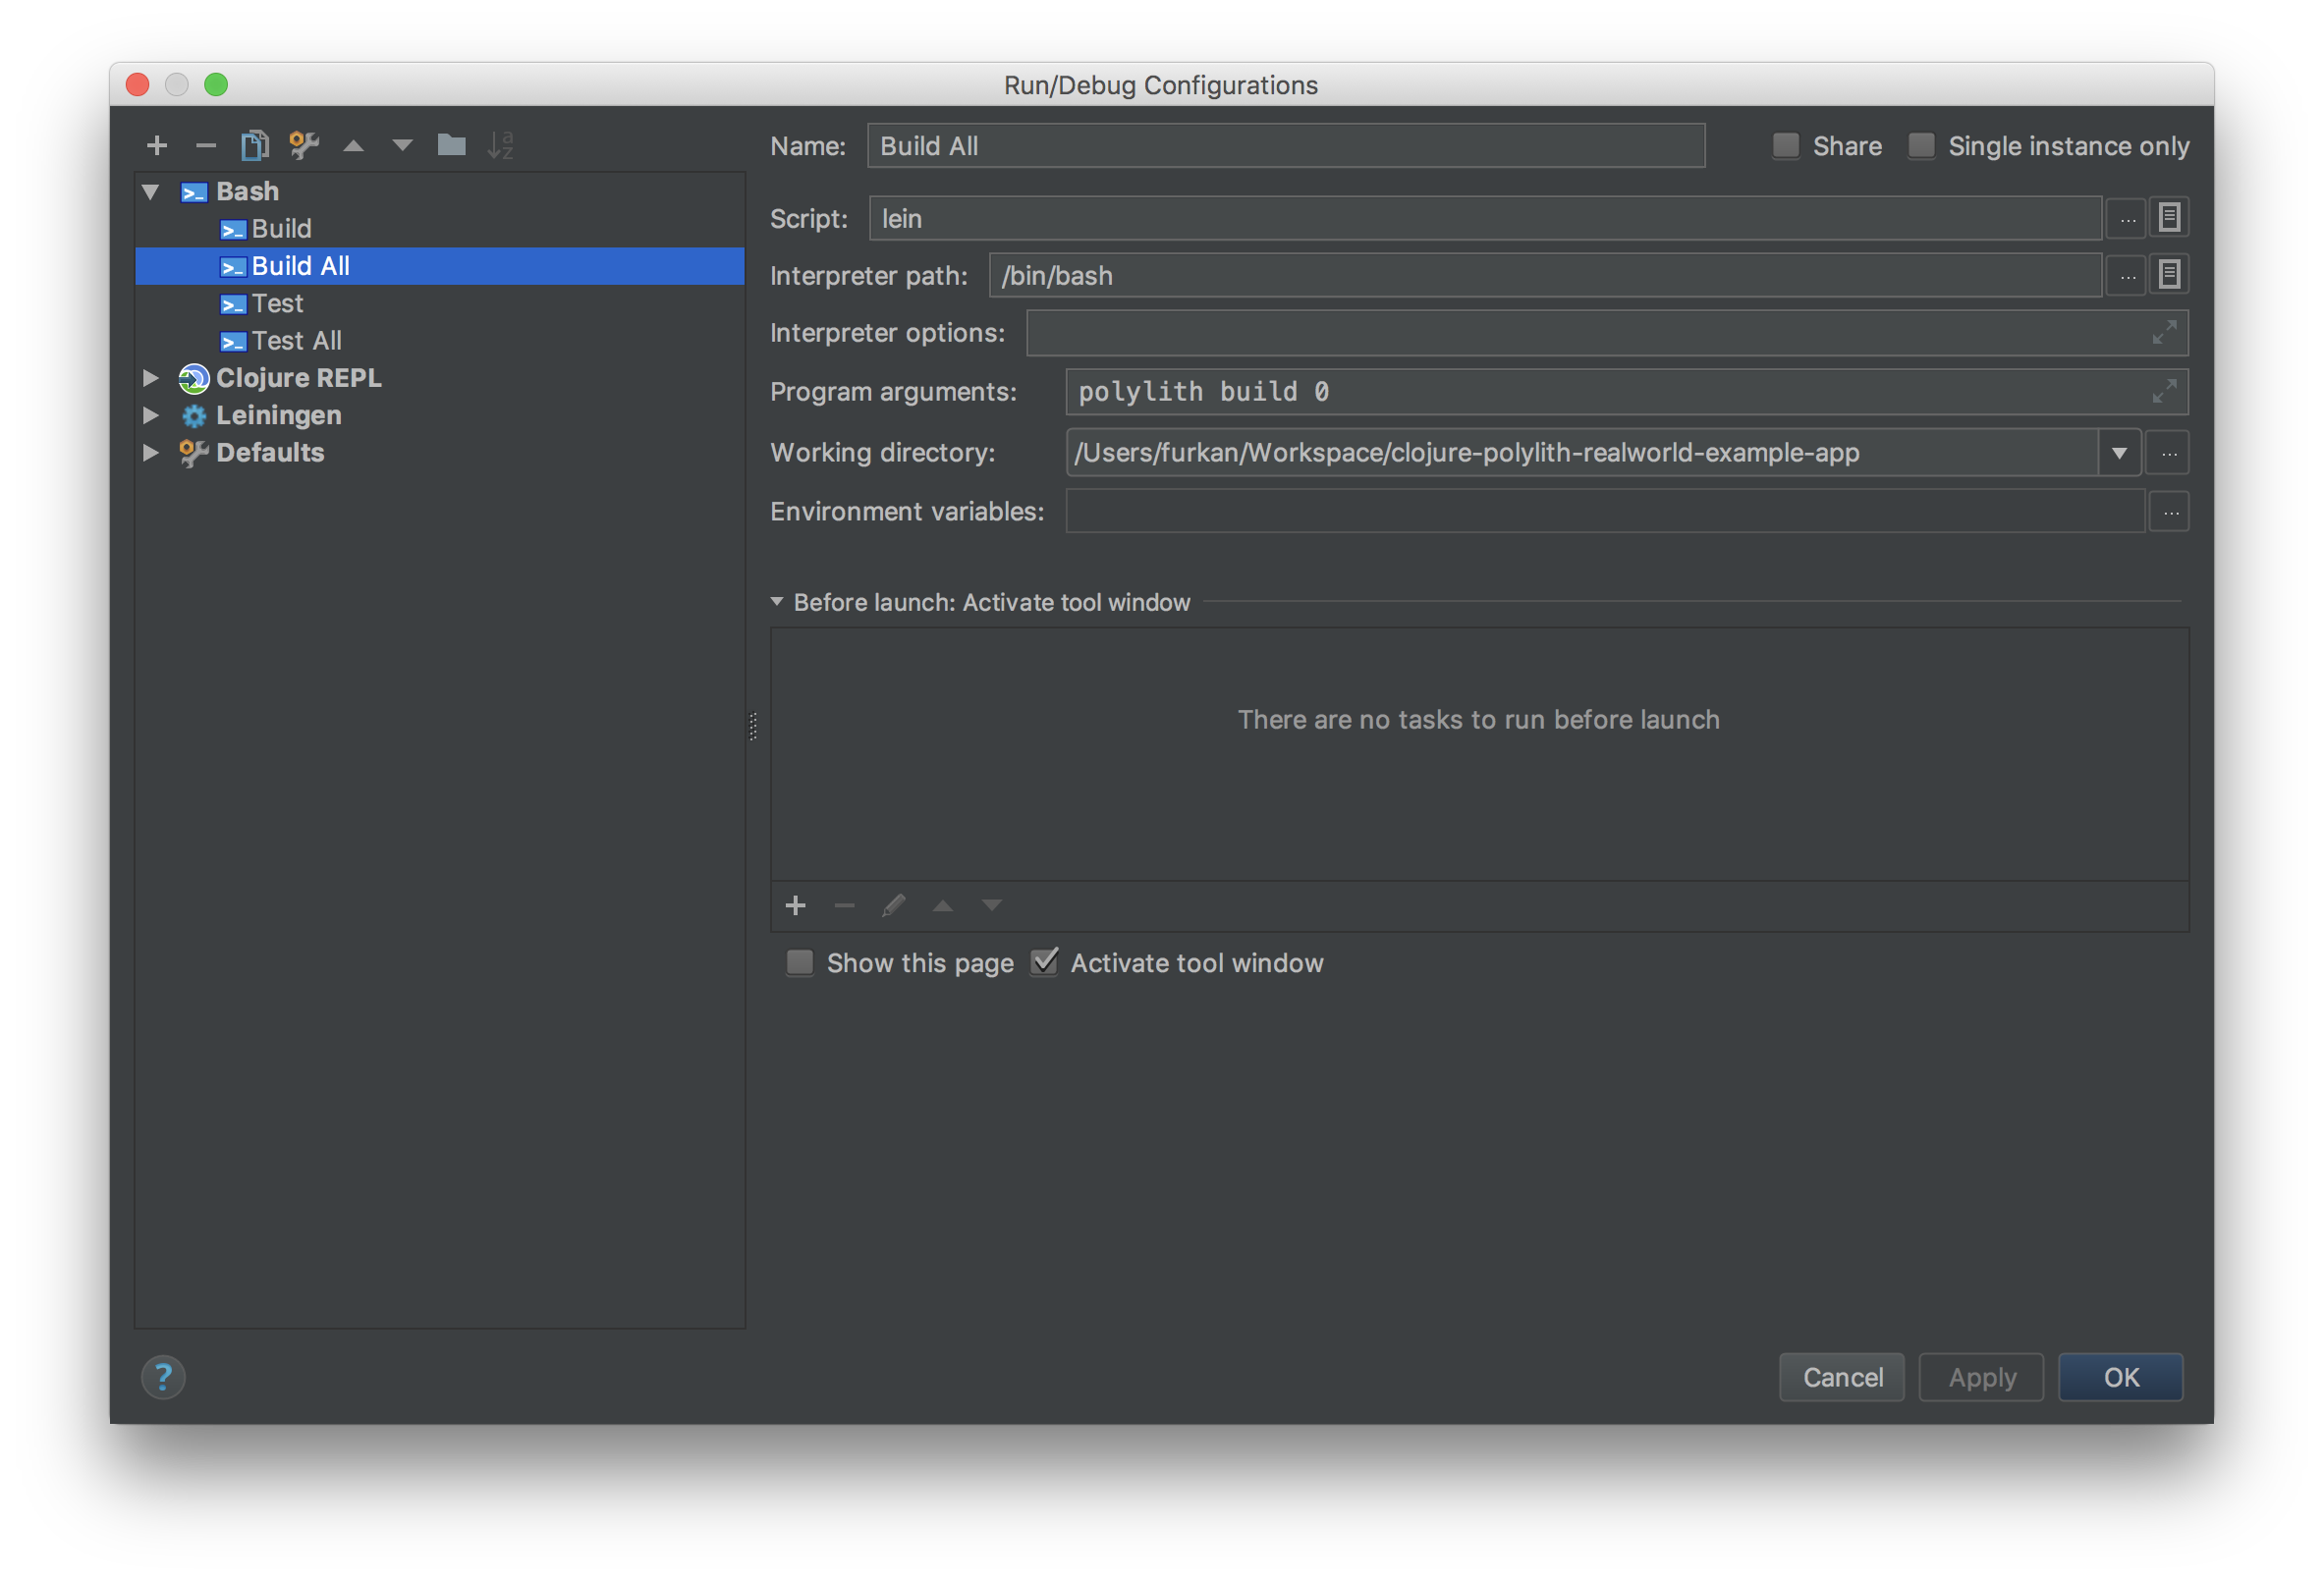 Run/Debug Configurations
Bash
Build
Build All
Test
Test All
Clojure REPL
Leiningen
Defaults
Name: Build All Share Single instance only
Script: lein ...
Interpreter path: /bin/bash ...
Interpreter options:
Program arguments: polylith build 0
Working directory: /Users/furkan/Workspace/clojure-polylith-realworld-example-app ...
Environment variables: ...
Before launch: Activate tool window
There are no tasks to run before launch
Show this page Activate tool window
? Cancel Apply OK